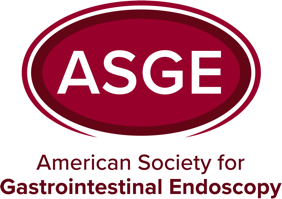 ASGE
American Society for
Gastrointestinal Endoscopy